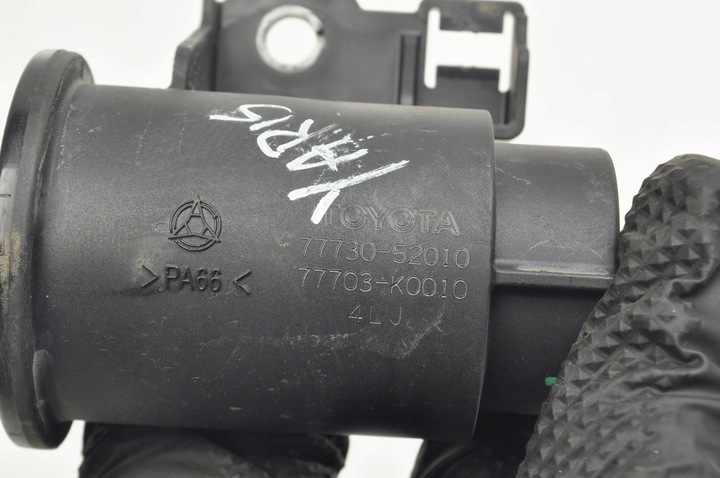 YARIS
TOYOTA
77730-52010
77703-K0010
4LJ
>PA66<